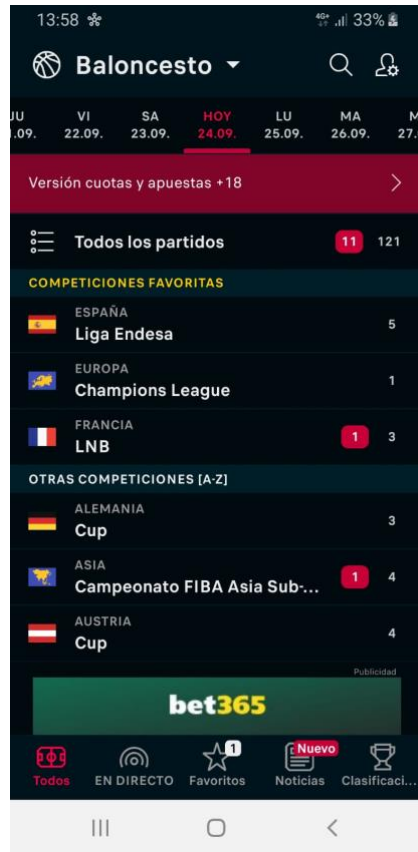 13:58 4G+ 33%
Baloncesto
JU VI SA HOY LU MA M
.09. 22.09. 23.09. 24.09. 25.09. 26.09. 27.
Versión cuotas y apuestas +18
Todos los partidos 11 121
COMPETICIONES FAVORITAS
ESPAÑA
Liga Endesa 5
EUROPA
Champions League 1
FRANCIA
LNB 1 3
OTRAS COMPETICIONES [A-Z]
ALEMANIA
Cup 3
ASIA
Campeonato FIBA Asia Sub-... 1 4
AUSTRIA
Cup 4
Publicidad
bet365
1 Nuevo
Todos EN DIRECTO Favoritos Noticias Clasificaci...